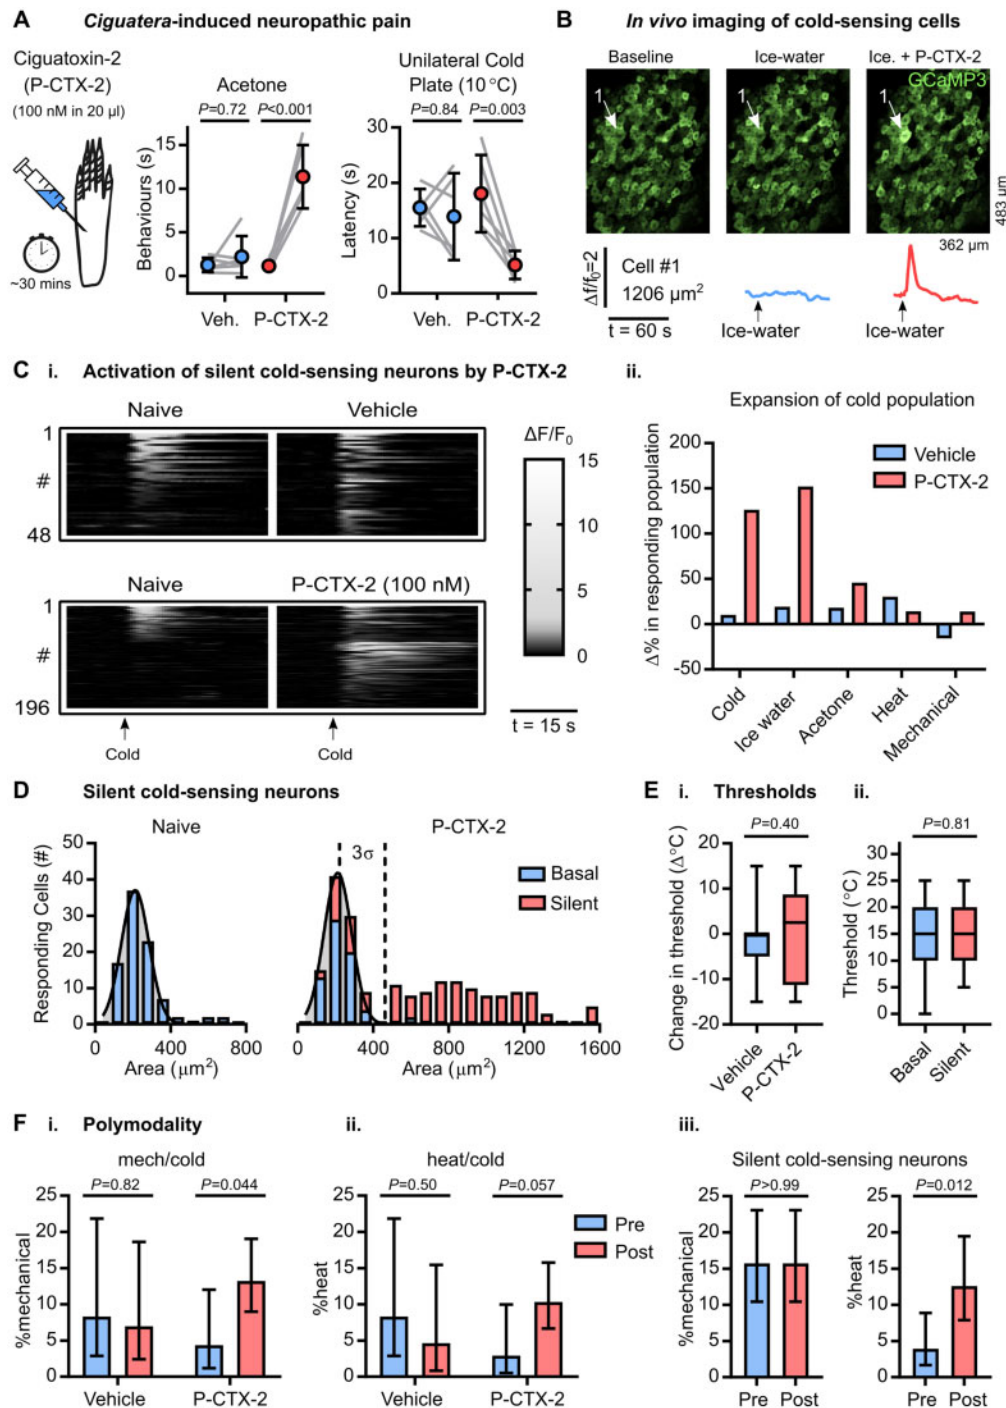 A Ciguatera-induced neuropathic pain
Ciguatoxin-2
(P-CTX-2)
(100 nM in 20 µl)
~30 mins
Acetone
P=0.72 P<0.001
Behaviours (s)
15
10
5
0
Veh. P-CTX-2
Unilateral Cold
Plate (10 °C)
P=0.84 P=0.003
Latency (s)
30
20
10
0
Veh. P-CTX-2
B In vivo imaging of cold-sensing cells
Baseline Ice-water Ice. + P-CTX-2
GCaMP3
1 1 1
483 µm
362 µm
Δf/f₀=2
Cell #1
1206 µm²
t = 60 s
Ice-water Ice-water
C i. Activation of silent cold-sensing neurons by P-CTX-2
Naive Vehicle
1
#
48
Naive P-CTX-2 (100 nM)
1
#
196
Cold Cold
ΔF/F₀
15
10
5
0
t = 15 s
ii.
Expansion of cold population
Vehicle
P-CTX-2
Δ% in responding population
200
150
100
50
0
-50
Cold Ice water Acetone Heat Mechanical
D Silent cold-sensing neurons
Naive P-CTX-2
Responding Cells (#)
50
40
30
20
10
0
0 400 800
Area (µm²)
3σ
Basal
Silent
0 400 800 1200 1600
Area (µm²)
E i. Thresholds ii.
P=0.40
Change in threshold (Δ°C)
20
10
0
-10
-20
Vehicle P-CTX-2
P=0.81
Threshold (°C)
30
25
20
15
10
5
0
Basal Silent
F i. Polymodality ii. iii.
mech/cold
P=0.82 P=0.044
%mechanical
25
20
15
10
5
0
Vehicle P-CTX-2
heat/cold
P=0.50 P=0.057
%heat
25
20
15
10
5
0
Vehicle P-CTX-2
Pre
Post
Silent cold-sensing neurons
P>0.99
%mechanical
25
20
15
10
5
0
Pre Post
P=0.012
%heat
25
20
15
10
5
0
Pre Post